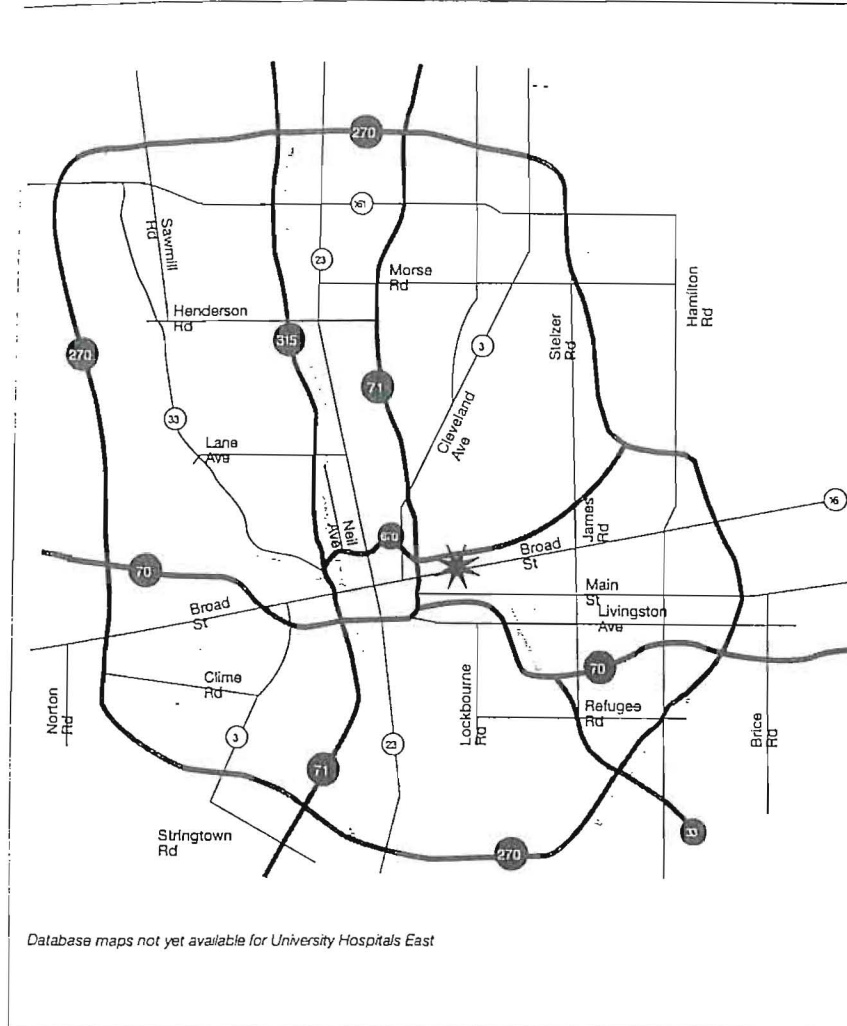 270
161
Sawmill
Rd
23
Morse
Rd
Hamilton
Rd
Henderson
Rd
Stelzer
Rd
315
3
270
71
33
Cleveland
Ave
Lane
Ave
Neil
Ave
James
Rd
16
670
Broad
St
70
Main
St
Broad
St
Livingston
Ave
Clime
Rd
70
Norton
Rd
Lockbourne
Rd
Refugee
Rd
Brice
Rd
3
23
71
33
Stringtown
Rd
270
Database maps not yet available for University Hospitals East